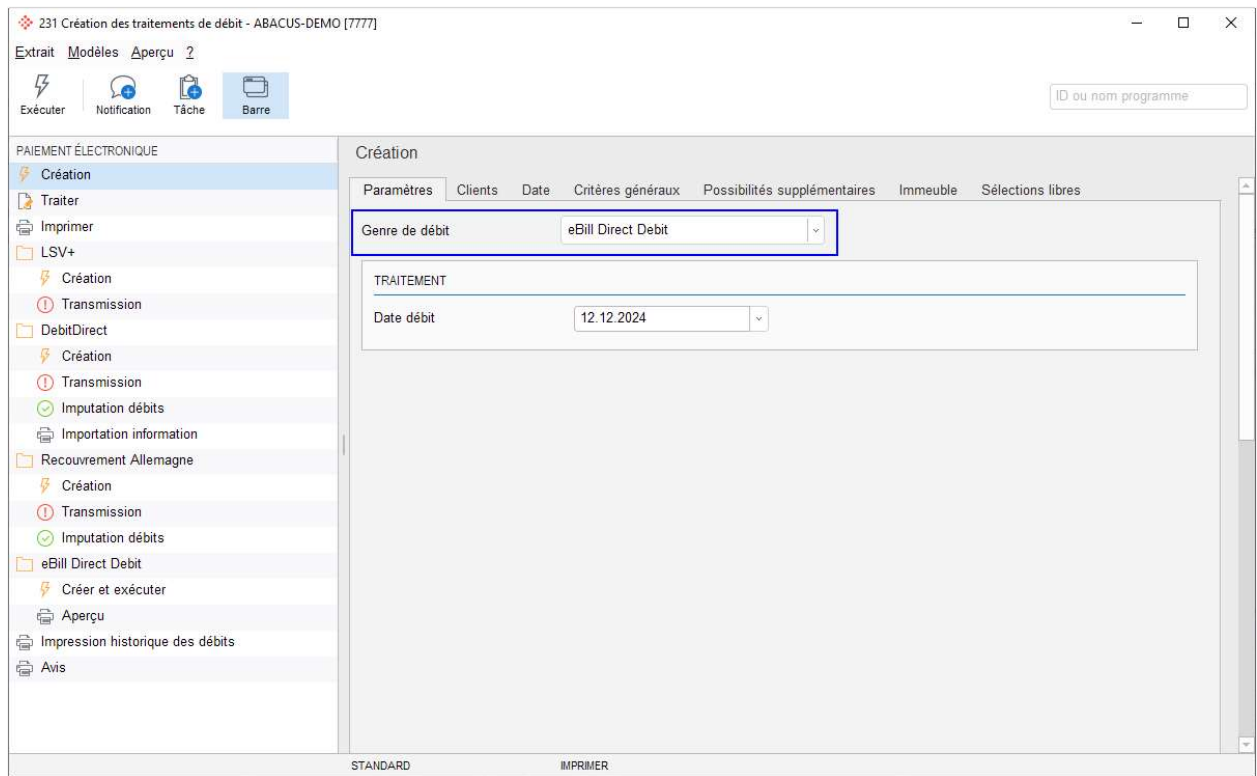 231 Création des traitements de débit - ABACUS-DEMO [7777]
Extrait Modèles Aperçu ?
Exécuter Notification Tâche Barre
ID ou nom programme
PAIEMENT ÉLECTRONIQUE
Création
Traiter
Imprimer
LSV+
Création
Transmission
DebitDirect
Création
Transmission
Imputation débits
Importation information
Recouvrement Allemagne
Création
Transmission
Imputation débits
eBill Direct Debit
Créer et exécuter
Aperçu
Impression historique des débits
Avis
Création
Paramètres Clients Date Critères généraux Possibilités supplémentaires Immeuble Sélections libres
Genre de débit eBill Direct Debit
TRAITEMENT
Date débit 12.12.2024
STANDARD IMPRIMER